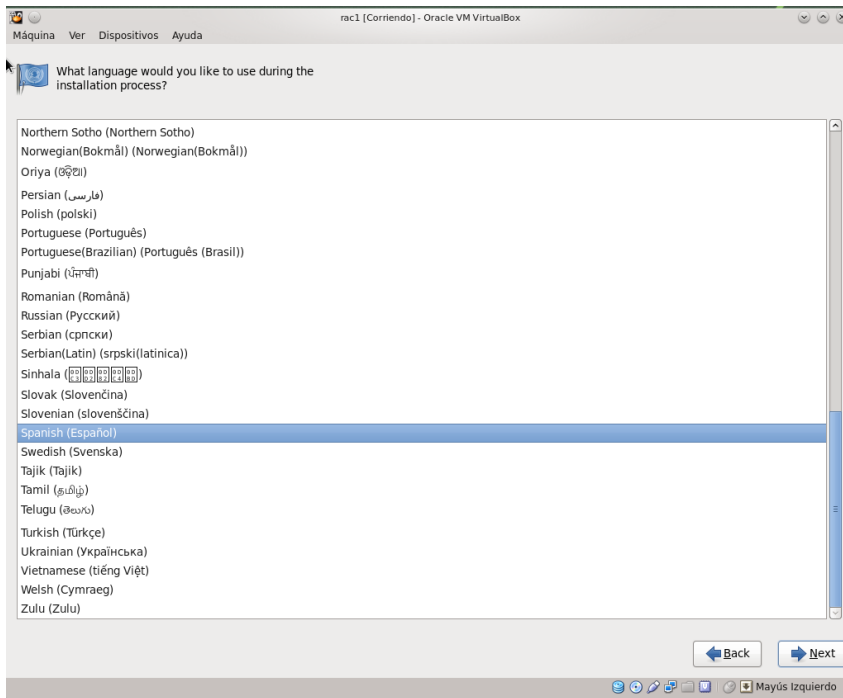 rac1 [Corriendo] - Oracle VM VirtualBox
Máquina Ver Dispositivos Ayuda
What language would you like to use during the
installation process?
Northern Sotho (Northern Sotho)
Norwegian(Bokmål) (Norwegian(Bokmål))
Oriya (ଓଡ଼ିଆ)
Persian (فارسی)
Polish (polski)
Portuguese (Português)
Portuguese(Brazilian) (Português (Brasil))
Punjabi (ਪੰਜਾਬੀ)
Romanian (Română)
Russian (Русский)
Serbian (српски)
Serbian(Latin) (srpski(latinica))
Sinhala ()
Slovak (Slovenčina)
Slovenian (slovenščina)
Spanish (Español)
Swedish (Svenska)
Tajik (Tajik)
Tamil (தமிழ்)
Telugu (తెలుగు)
Turkish (Türkçe)
Ukrainian (Українська)
Vietnamese (tiếng Việt)
Welsh (Cymraeg)
Zulu (Zulu)
Back Next
Mayús Izquierdo